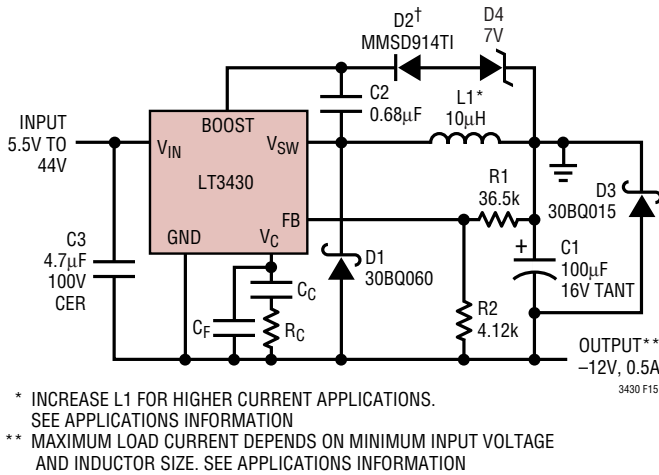 D2†
MMSD914TI
D4
7V
C2
0.68µF
L1*
10µH
INPUT
5.5V TO
44V
BOOST
VIN
VSW
LT3430
R1
36.5k
D3
30BQ015
FB
GND
VC
C3
4.7µF
100V
CER
D1
30BQ060
+
C1
100µF
16V TANT
CC
CF
RC
R2
4.12k
OUTPUT**
–12V, 0.5A
3430 F15
* INCREASE L1 FOR HIGHER CURRENT APPLICATIONS.
SEE APPLICATIONS INFORMATION
** MAXIMUM LOAD CURRENT DEPENDS ON MINIMUM INPUT VOLTAGE
AND INDUCTOR SIZE. SEE APPLICATIONS INFORMATION